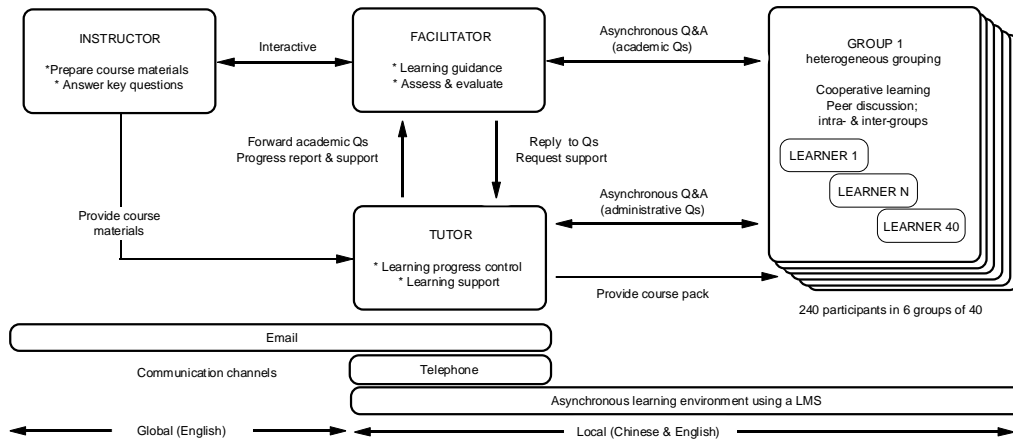 INSTRUCTOR
*Prepare course materials
* Answer key questions
Interactive
FACILITATOR
* Learning guidance
* Assess & evaluate
Asynchronous Q&A
(academic Qs)
GROUP 1
heterogeneous grouping
Cooperative learning
Peer discussion;
intra- & inter-groups
LEARNER 1
LEARNER N
LEARNER 40
Forward academic Qs
Progress report & support
Reply to Qs
Request support
Provide course
materials
TUTOR
* Learning progress control
* Learning support
Asynchronous Q&A
(administrative Qs)
Provide course pack
240 participants in 6 groups of 40
Email
Communication channels
Telephone
Asynchronous learning environment using a LMS
Global (English)
Local (Chinese & English)